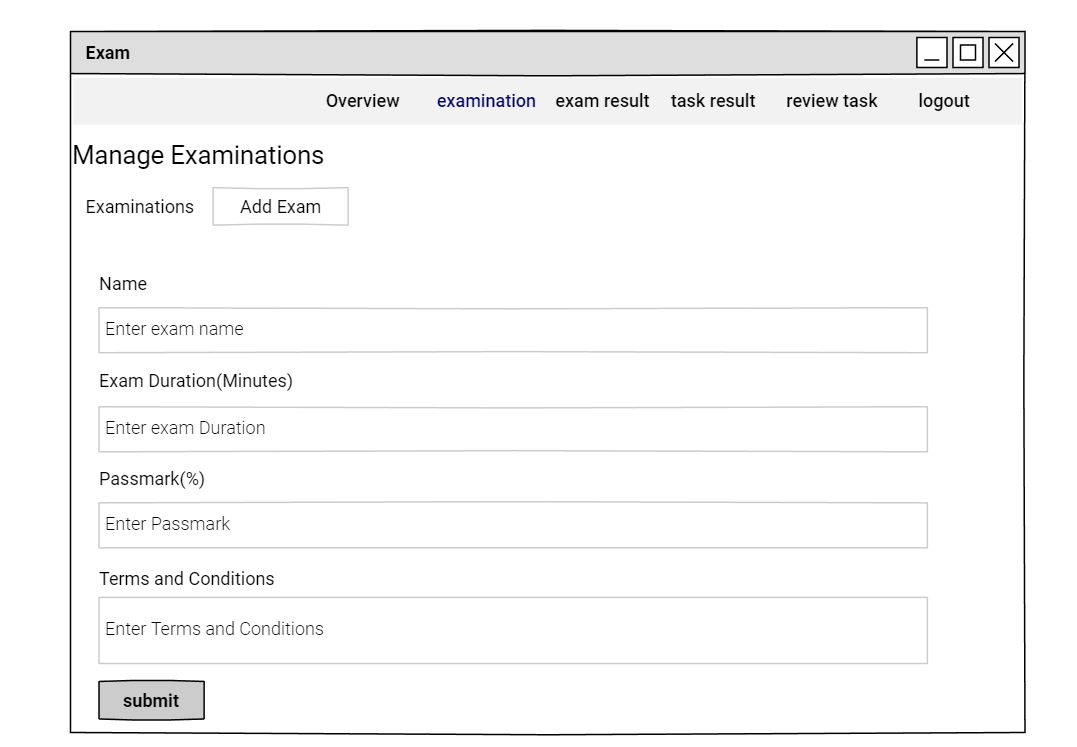 Exam
Overview examination exam result task result review task logout
Manage Examinations
Examinations Add Exam
Name
Enter exam name
Exam Duration(Minutes)
Enter exam Duration
Passmark(%)
Enter Passmark
Terms and Conditions
Enter Terms and Conditions
submit